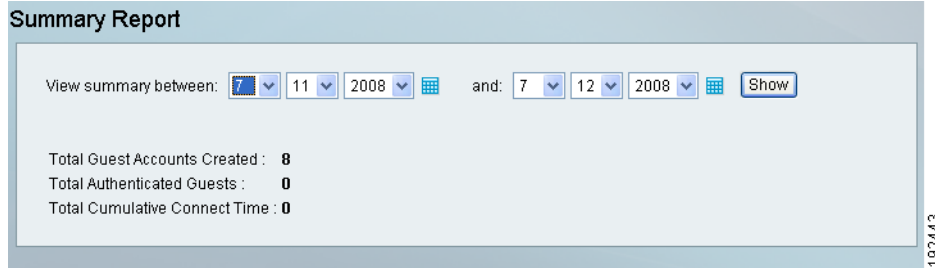 Summary Report
View summary between: 7 11 2008 and: 7 12 2008 Show
Total Guest Accounts Created : 8
Total Authenticated Guests : 0
Total Cumulative Connect Time : 0
192443